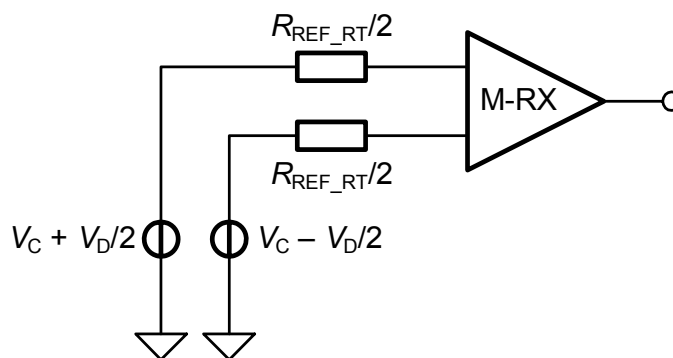 R_REF_RT/2
M-RX
R_REF_RT/2
V_C + V_D/2
V_C – V_D/2